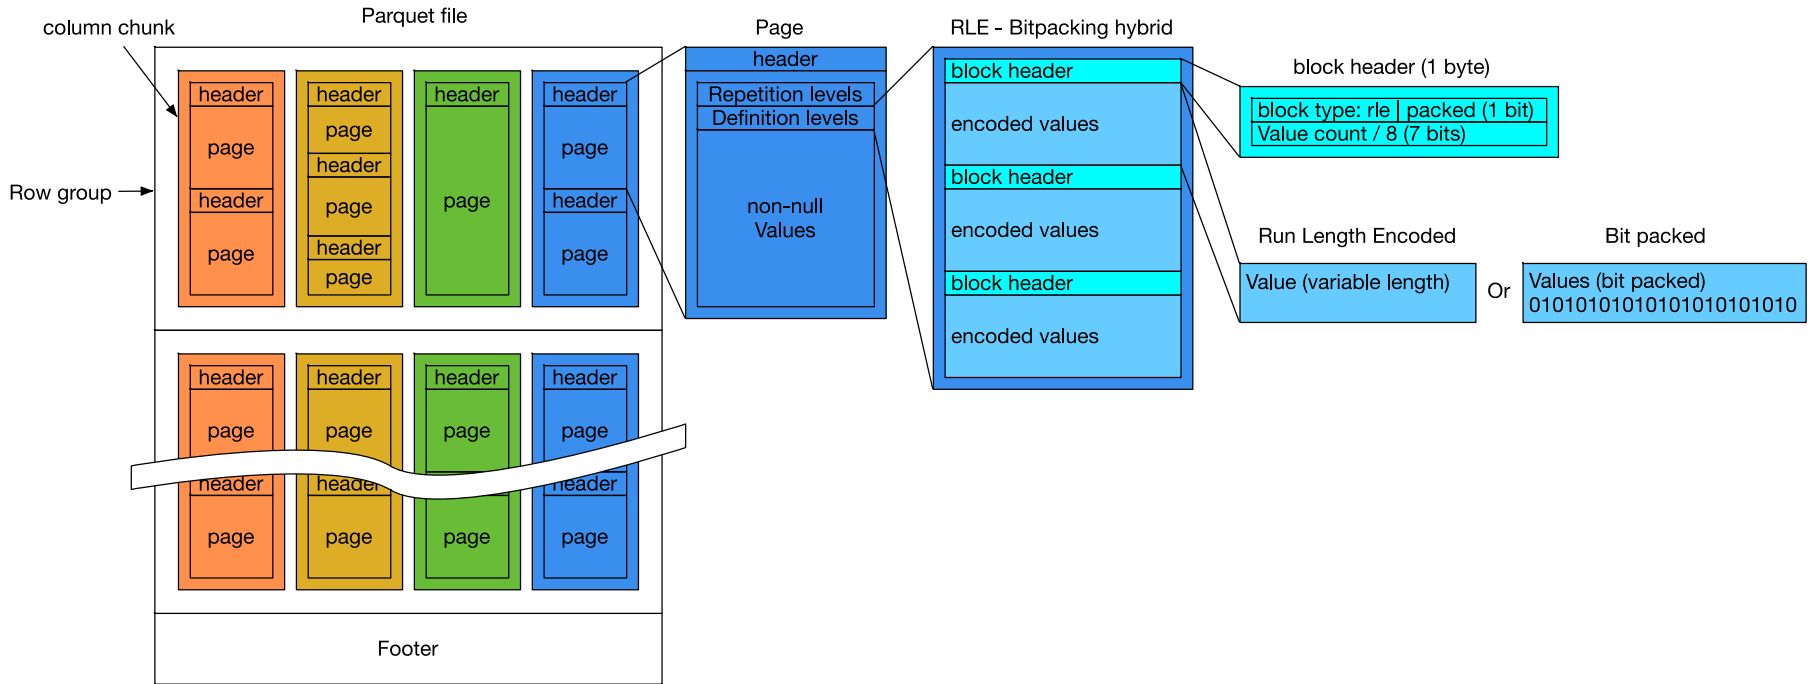 Parquet file
column chunk
Row group
header
page
header
page
header
page
header
page
header
page
header
page
header
page
header
page
header
page
header
page
header
page
header
page
header
page
header
page
header
page
page
header
page
header
page
Footer
Page
header
Repetition levels
Definition levels
non-null
Values
RLE - Bitpacking hybrid
block header
encoded values
block header
encoded values
block header
encoded values
block header (1 byte)
block type: rle | packed (1 bit)
Value count / 8 (7 bits)
Run Length Encoded
Value (variable length)
Or
Bit packed
Values (bit packed)
01010101010101010101010